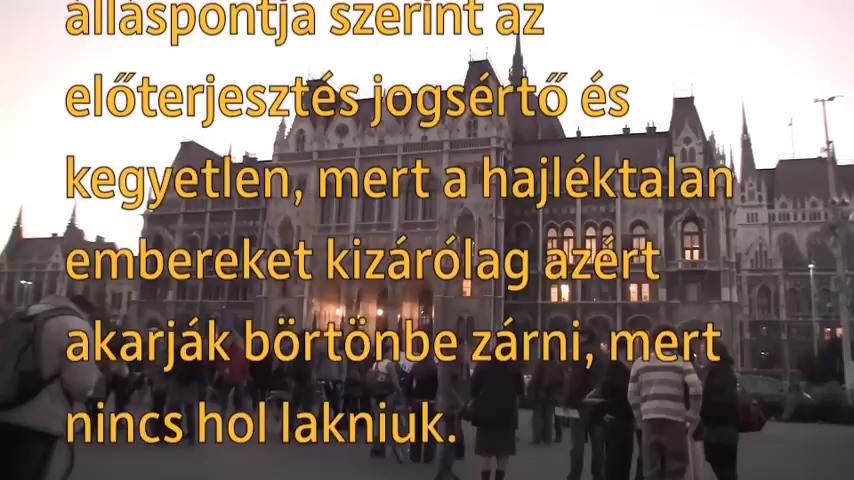 álláspontja szerint az
előterjesztés jogsértő és
kegyetlen, mert a hajléktalan
embereket kizárólag azért
akarják börtönbe zárni, mert
nincs hol lakniuk.